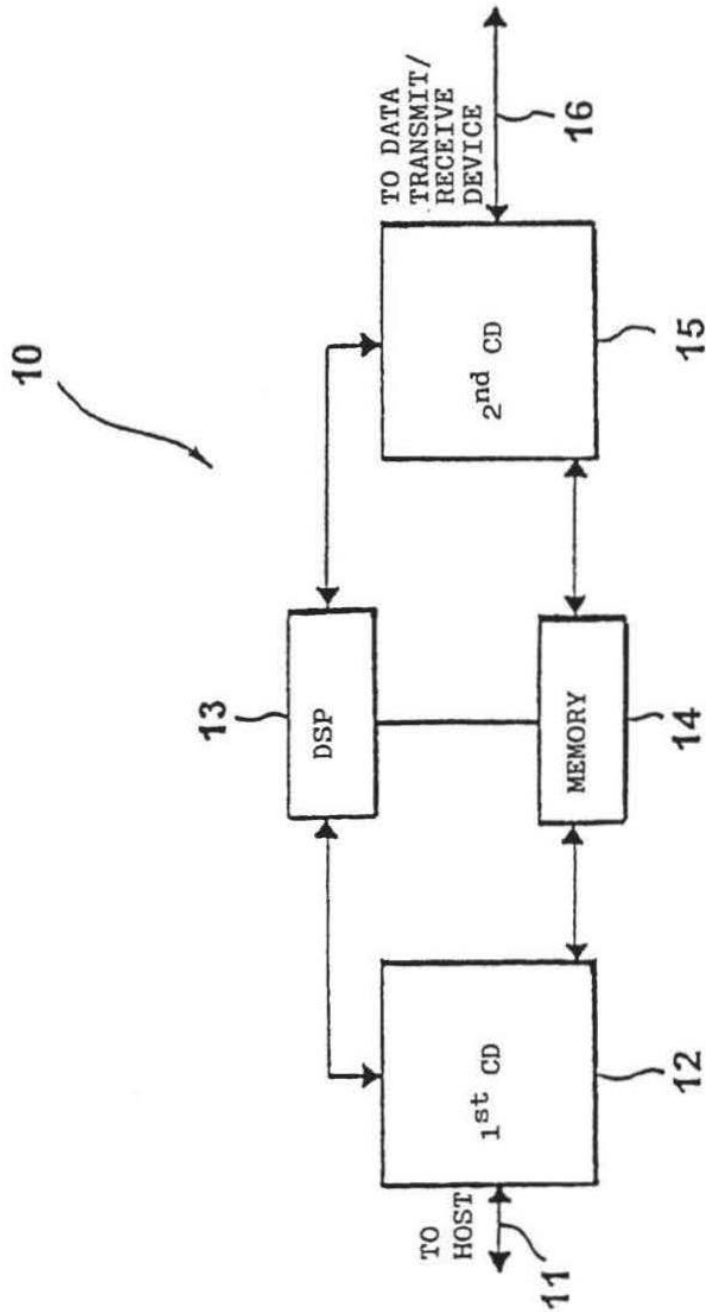 10
13
DSP
TO DATA
TRANSMIT/
RECEIVE
DEVICE
16
TO
HOST
11
1st CD
12
MEMORY
14
2nd CD
15